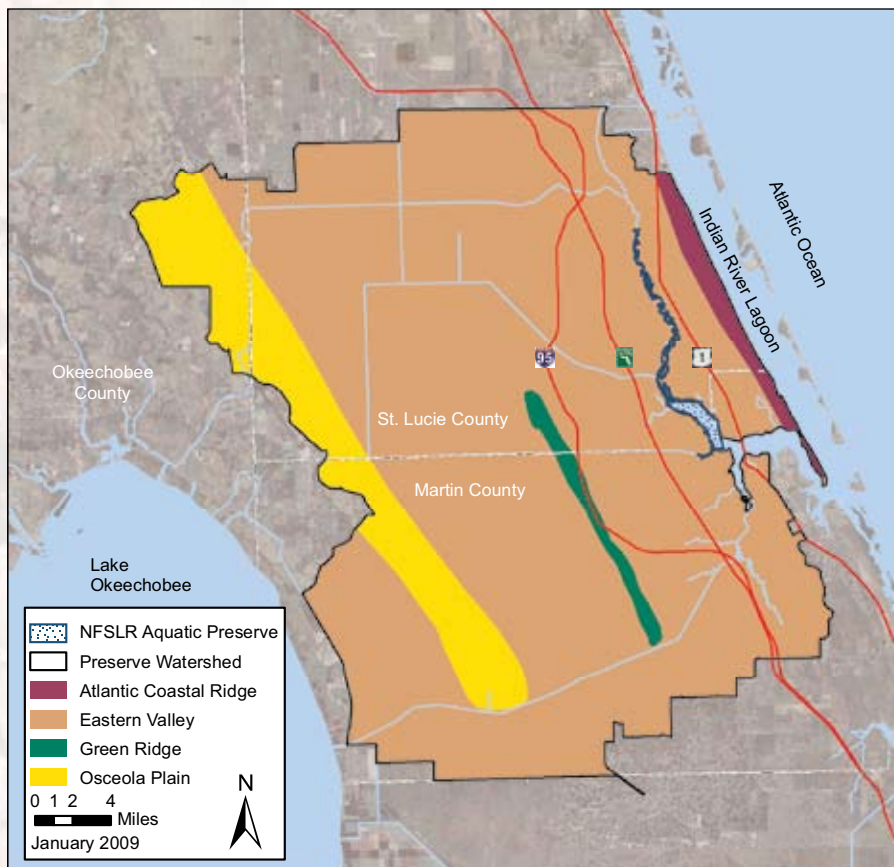 Atlantic Ocean
Indian River Lagoon
95
1
Okeechobee
County
St. Lucie County
Martin County
Lake
Okeechobee
NFSLR Aquatic Preserve
Preserve Watershed
Atlantic Coastal Ridge
Eastern Valley
Green Ridge
Osceola Plain
N
0 1 2 4
Miles
January 2009